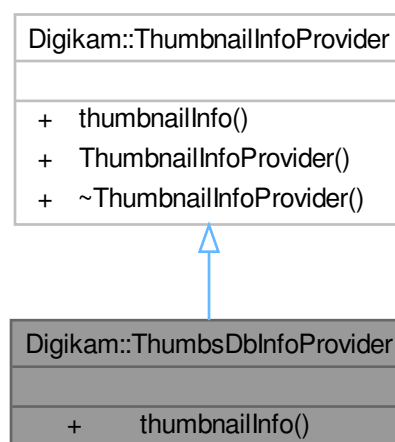 Digikam::ThumbnailInfoProvider
+ thumbnailInfo()
+ ThumbnailInfoProvider()
+ ~ThumbnailInfoProvider()
Digikam::ThumbsDbInfoProvider
+ thumbnailInfo()